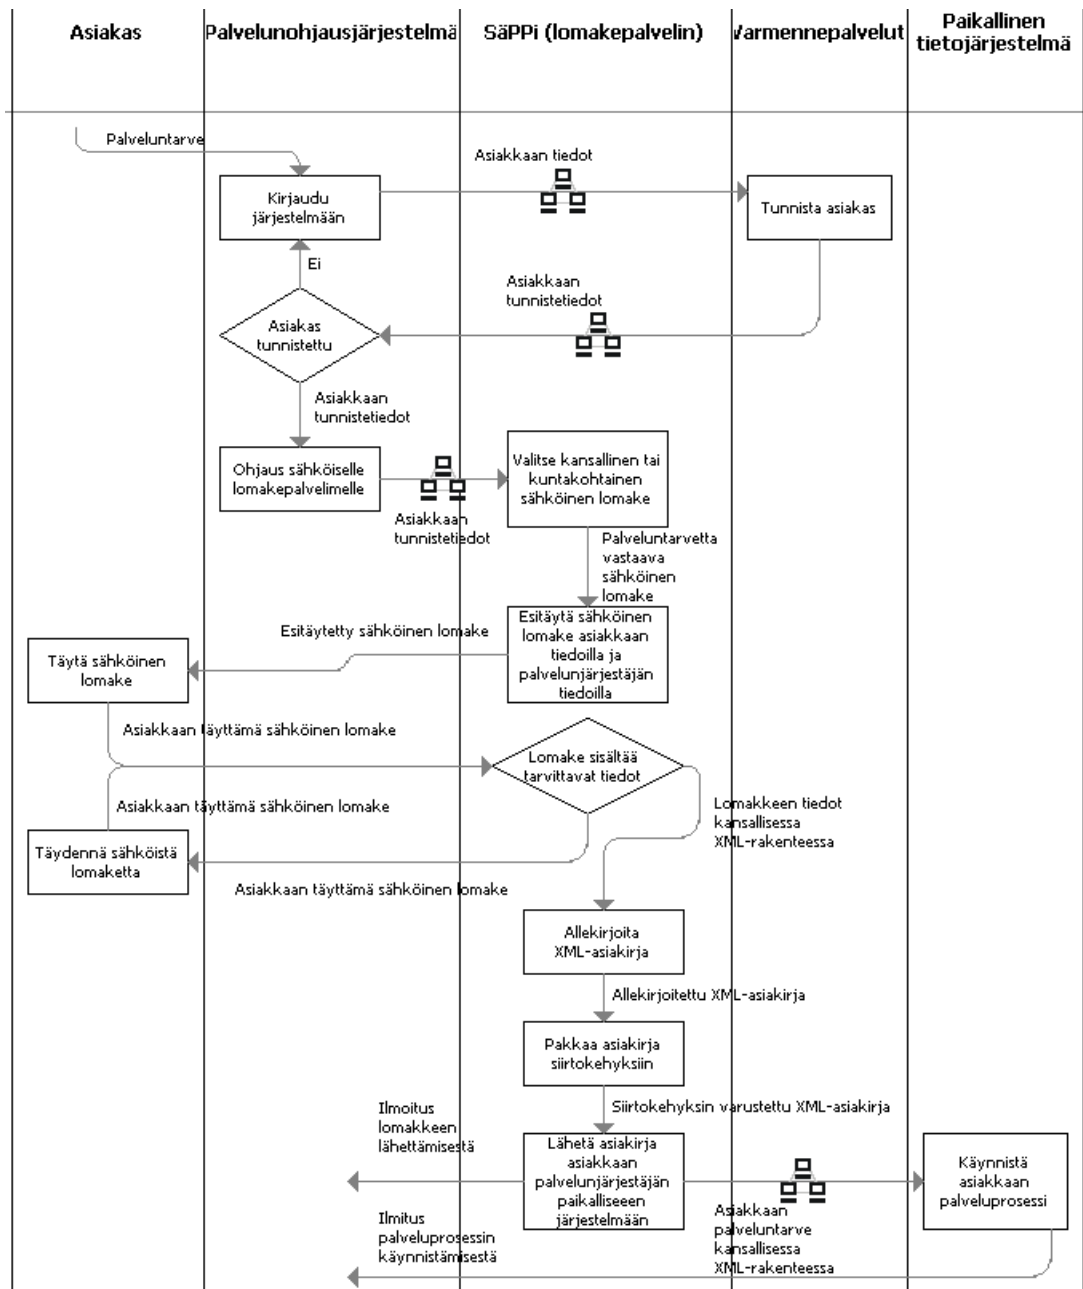 Asiakas
Palvelunohjausjärjestelmä
SäPPi (lomakepalvelin)
Varmennepalvelut
Paikallinen
tietojärjestelmä
Palveluntarve
Asiakkaan tiedot
Kirjaudu
järjestelmään
Tunnista asiakas
Ei
Asiakkaan
tunnistetiedot
Asiakas
tunnistettu
Asiakkaan
tunnistetiedot
Ohjaus sähköiselle
lomakepalvelimelle
Valitse kansallinen tai
kuntakohtainen
sähköinen lomake
Asiakkaan
tunnistetiedot
Palveluntarvetta
vastaava
sähköinen
lomake
Esitäytetty sähköinen lomake
Esitäytä sähköinen
lomake asiakkaan
tiedoilla ja
palvelunjärjestäjän
tiedoilla
Täytä sähköinen
lomake
Asiakkaan täyttämä sähköinen lomake
Lomake sisältää
tarvittavat tiedot
Asiakkaan täyttämä sähköinen lomake
Lomakkeen tiedot
kansallisessa
XML-rakenteessa
Täydennä sähköistä
lomaketta
Asiakkaan täyttämä sähköinen lomake
Allekirjoita
XML-asiakirja
Allekirjoitettu XML-asiakirja
Pakkaa asiakirja
siirtokehyksiin
Siirtokehyksin varustettu XML-asiakirja
Ilmoitus
lomakkeen
lähettämisestä
Lähetä asiakirja
asiakkaan
palvelunjärjestäjän
paikalliseeen
järjestelmään
Käynnistä
asiakkaan
palveluprosessi
Ilmitus
palveluprosessin
käynnistämisestä
Asiakkaan
palveluntarve
kansallisessa
XML-rakenteessa